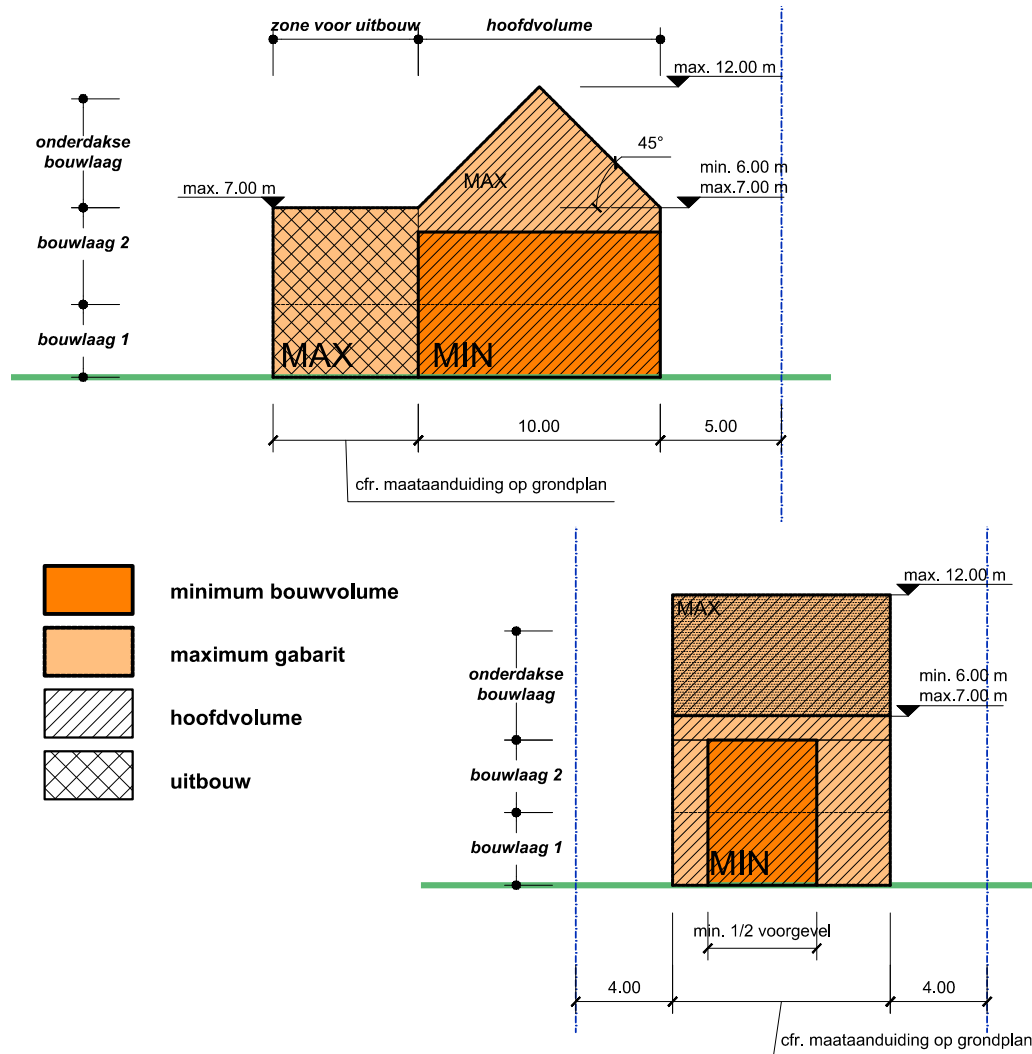 zone voor uitbouw
hoofdvolume
max. 12.00 m
onderdakse
bouwlaag
45°
min. 6.00 m
max.7.00 m
MAX
max. 7.00 m
bouwlaag 2
bouwlaag 1
MAX
MIN
10.00
5.00
cfr. maataanduiding op grondplan
minimum bouwvolume
maximum gabarit
hoofdvolume
uitbouw
max. 12.00 m
MAX
onderdakse
bouwlaag
min. 6.00 m
max.7.00 m
bouwlaag 2
bouwlaag 1
MIN
min. 1/2 voorgevel
4.00
4.00
cfr. maataanduiding op grondplan